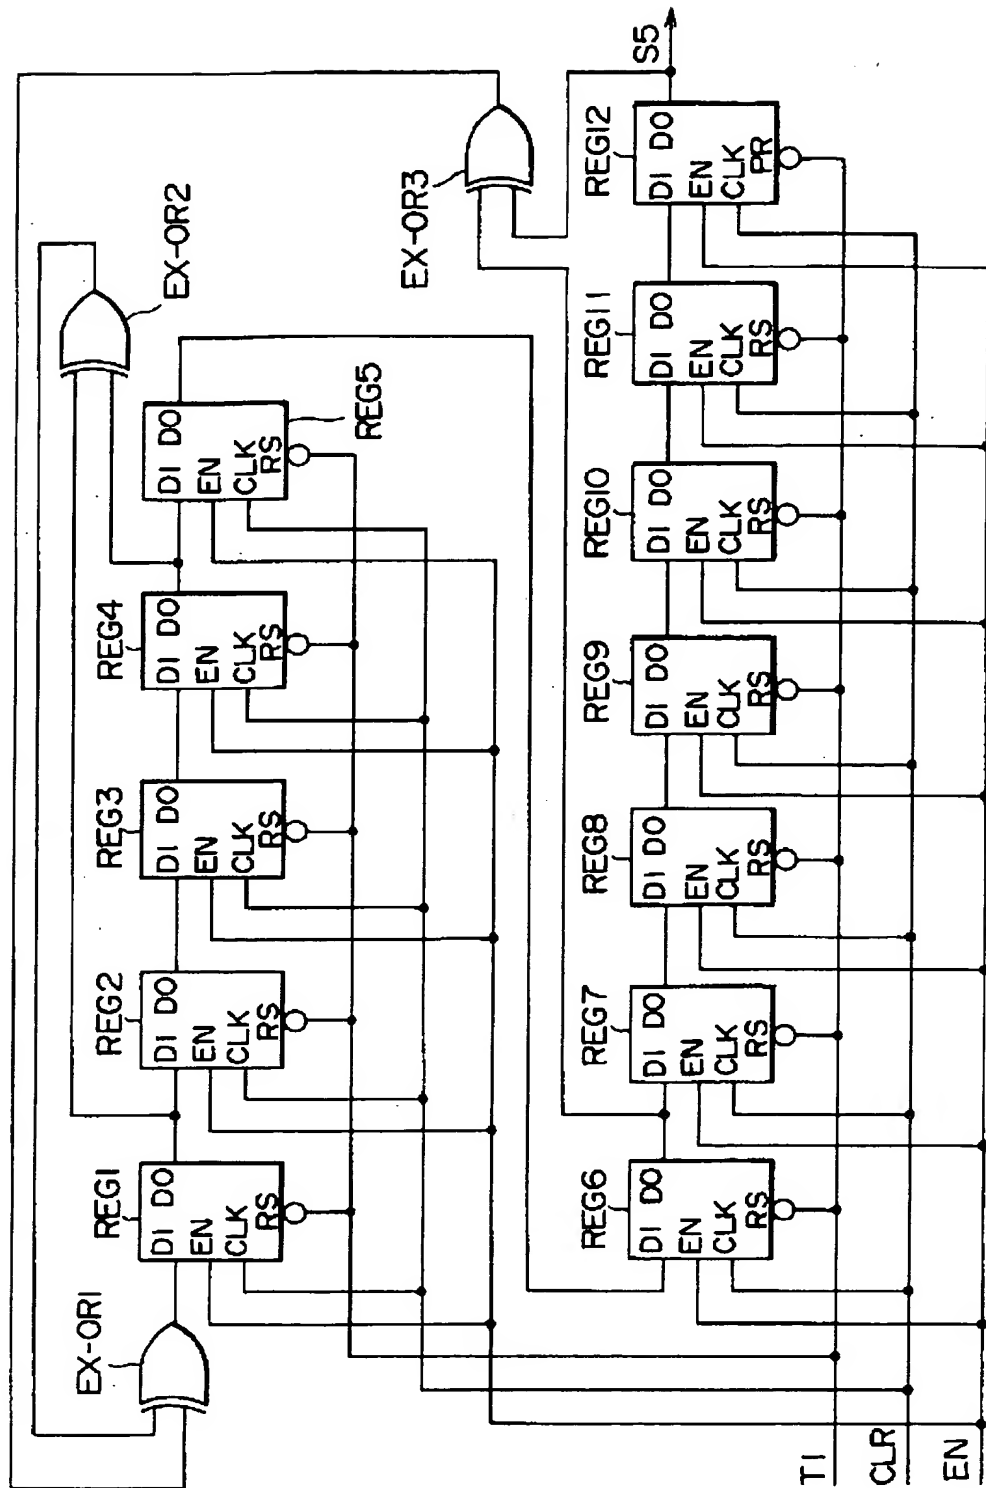 EX-OR1
REG1
DI DO
EN
CLK
RS
REG2
DI DO
EN
CLK
RS
REG3
DI DO
EN
CLK
RS
REG4
DI DO
EN
CLK
RS
REG5
DI DO
EN
CLK
RS
EX-OR2
EX-OR3
REG6
DI DO
EN
CLK
RS
REG7
DI DO
EN
CLK
RS
REG8
DI DO
EN
CLK
RS
REG9
DI DO
EN
CLK
RS
REG10
DI DO
EN
CLK
RS
REG11
DI DO
EN
CLK
RS
REG12
DI DO
EN
CLK
PR
S5
T1
CLR
EN